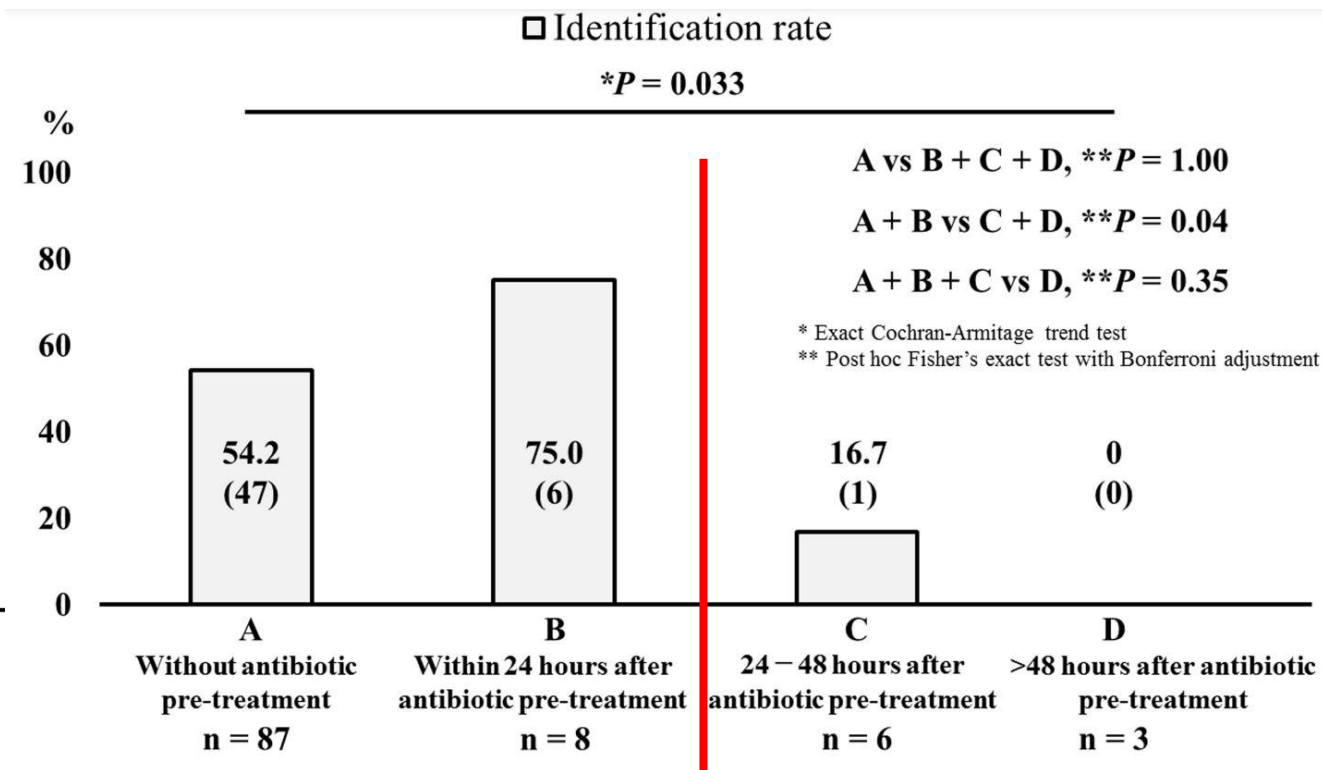 Identification rate
*P = 0.033
%
100
80
60
40
20
0
A vs B + C + D, **P = 1.00
A + B vs C + D, **P = 0.04
A + B + C vs D, **P = 0.35
* Exact Cochran-Armitage trend test
** Post hoc Fisher’s exact test with Bonferroni adjustment
54.2
(47)
75.0
(6)
16.7
(1)
0
(0)
A
Without antibiotic
pre-treatment
n = 87
B
Within 24 hours after
antibiotic pre-treatment
n = 8
C
24 – 48 hours after
antibiotic pre-treatment
n = 6
D
>48 hours after antibiotic
pre-treatment
n = 3